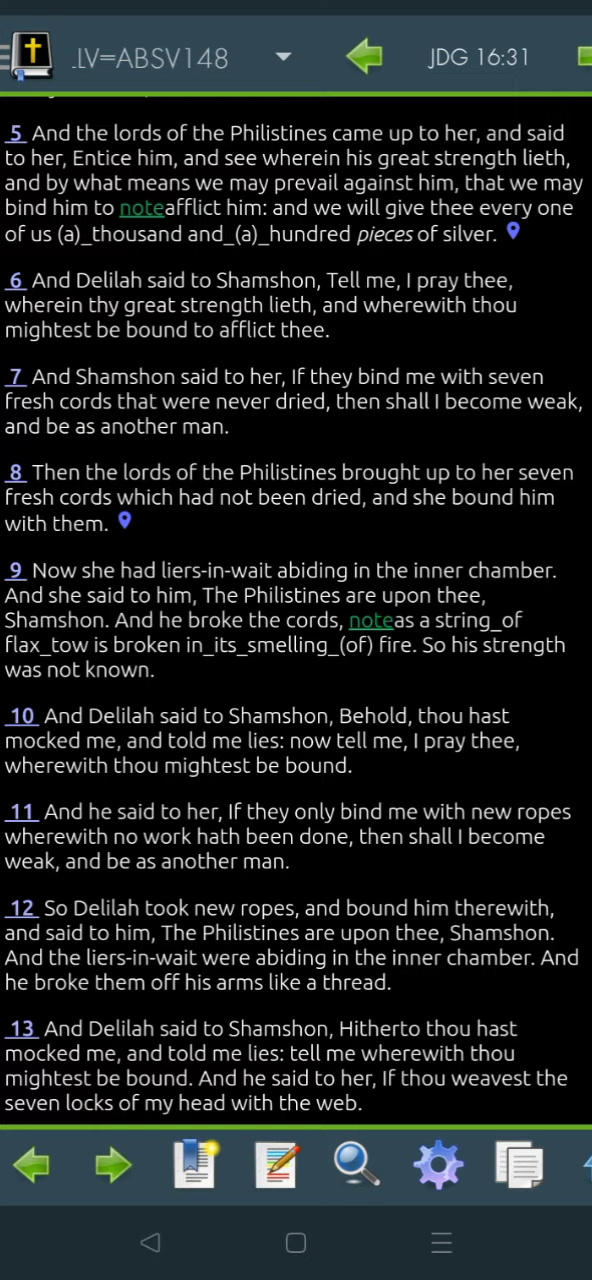 .LV=ABSV148
JDG 16:31
5 And the lords of the Philistines came up to her, and said
to her, Entice him, and see wherein his great strength lieth,
and by what means we may prevail against him, that we may
bind him to noteafflict him: and we will give thee every one
of us (a)_thousand and_(a)_hundred pieces of silver.
6 And Delilah said to Shamshon, Tell me, I pray thee,
wherein thy great strength lieth, and wherewith thou
mightest be bound to afflict thee.
7 And Shamshon said to her, If they bind me with seven
fresh cords that were never dried, then shall I become weak,
and be as another man.
8 Then the lords of the Philistines brought up to her seven
fresh cords which had not been dried, and she bound him
with them.
9 Now she had liers-in-wait abiding in the inner chamber.
And she said to him, The Philistines are upon thee,
Shamshon. And he broke the cords, noteas a string_of
flax_tow is broken in_its_smelling_(of) fire. So his strength
was not known.
10 And Delilah said to Shamshon, Behold, thou hast
mocked me, and told me lies: now tell me, I pray thee,
wherewith thou mightest be bound.
11 And he said to her, If they only bind me with new ropes
wherewith no work hath been done, then shall I become
weak, and be as another man.
12 So Delilah took new ropes, and bound him therewith,
and said to him, The Philistines are upon thee, Shamshon.
And the liers-in-wait were abiding in the inner chamber. And
he broke them off his arms like a thread.
13 And Delilah said to Shamshon, Hitherto thou hast
mocked me, and told me lies: tell me wherewith thou
mightest be bound. And he said to her, If thou weavest the
seven locks of my head with the web.